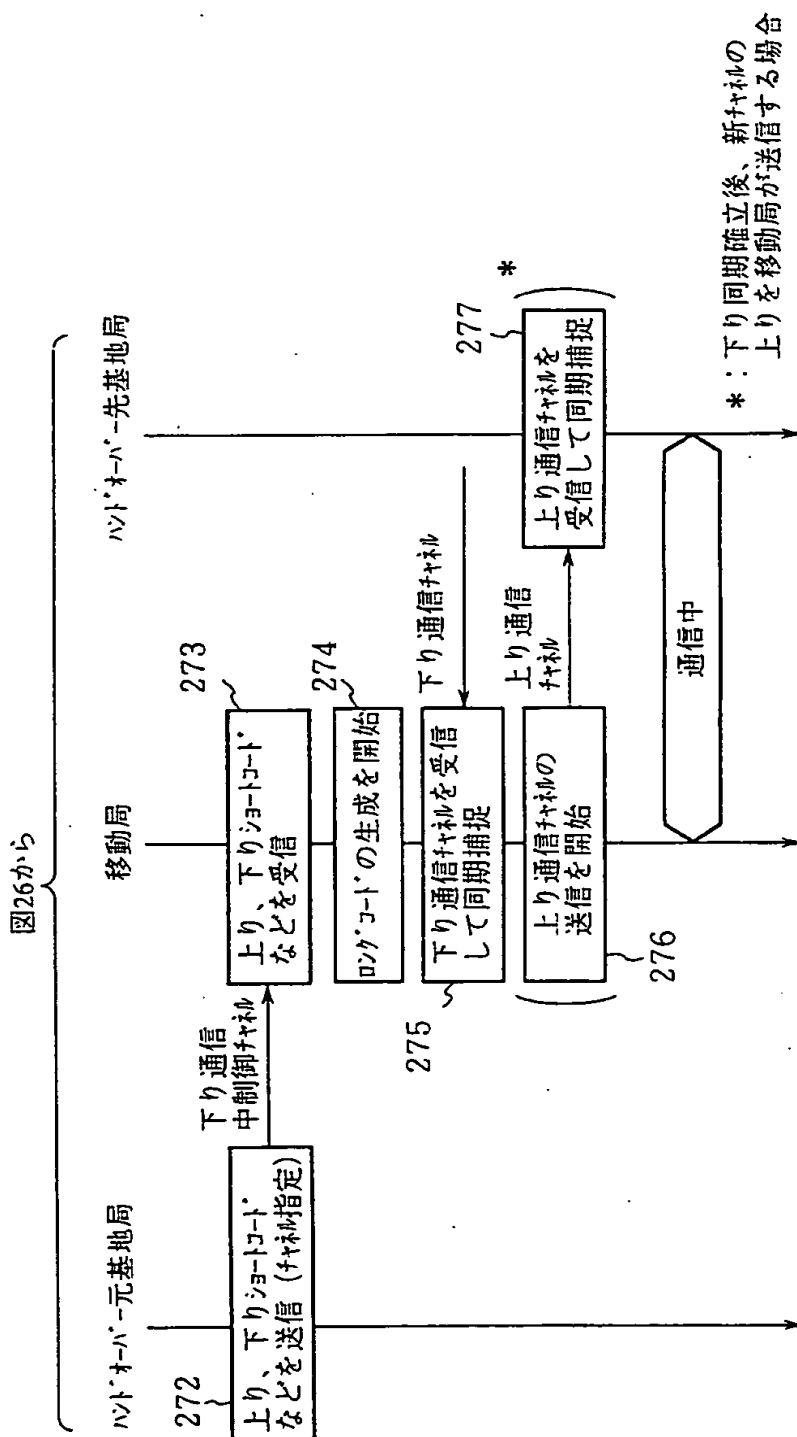 図26から
ハンドオーバー元基地局
移動局
ハンドオーバー先基地局
272
上り、下りショートコード
などを送信(チャネル指定)
下り通信
中制御チャネル
273
上り、下りショートコード
などを受信
274
ロングコードの生成を開始
下り通信チャネル
下り通信チャネルを受信
して同期捕捉
275
上り通信チャネルの
送信を開始
276
上り通信
チャネル
277
*
上り通信チャネルを
受信して同期捕捉
通信中
*:下り同期確立後、新チャネルの
上りを移動局が送信する場合